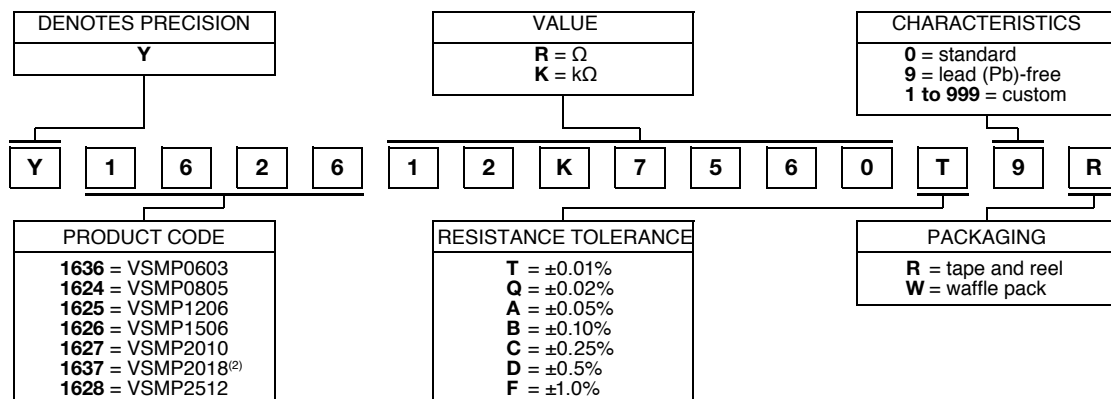 DENOTES PRECISION
Y
VALUE
R = Ω
K = kΩ
CHARACTERISTICS
0 = standard
9 = lead (Pb)-free
1 to 999 = custom
Y 1 6 2 6 1 2 K 7 5 6 0 T 9 R
PRODUCT CODE
1636 = VSMP0603
1624 = VSMP0805
1625 = VSMP1206
1626 = VSMP1506
1627 = VSMP2010
1637 = VSMP2018(2)
1628 = VSMP2512
RESISTANCE TOLERANCE
T = ±0.01%
Q = ±0.02%
A = ±0.05%
B = ±0.10%
C = ±0.25%
D = ±0.5%
F = ±1.0%
PACKAGING
R = tape and reel
W = waffle pack